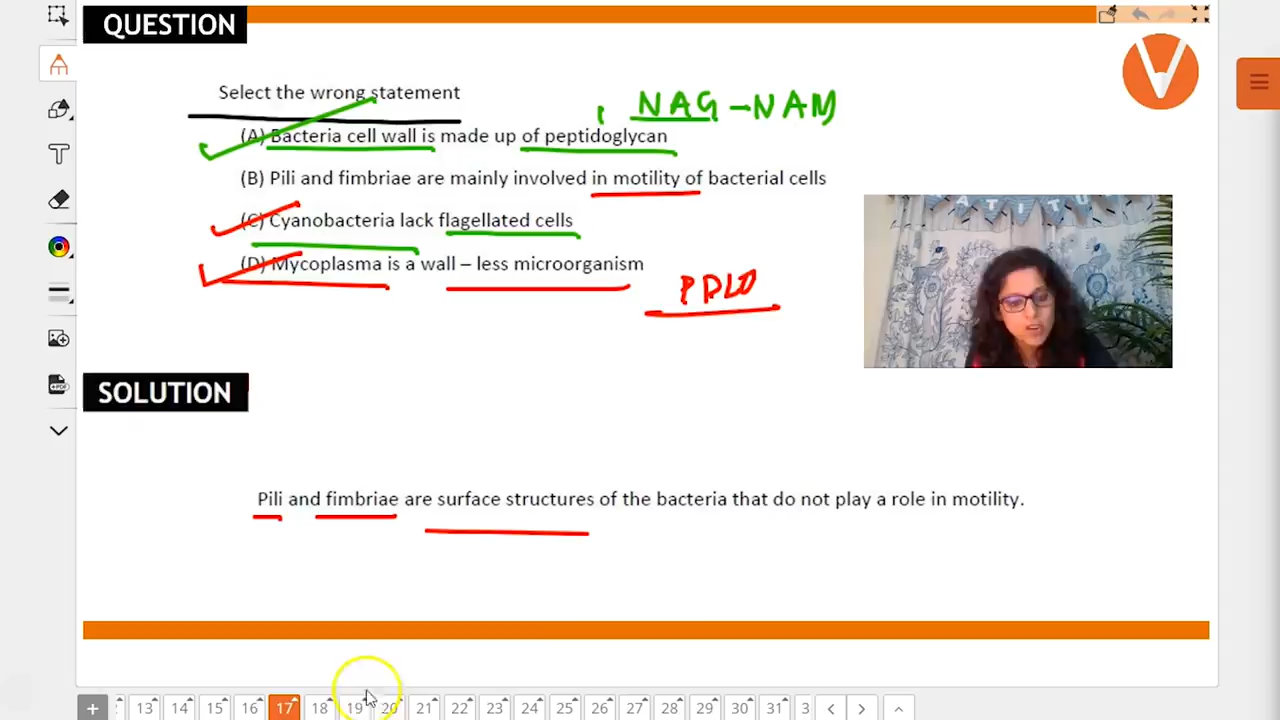 QUESTION
Select the wrong statement
NAG - NAM
(A) Bacteria cell wall is made up of peptidoglycan
(B) Pili and fimbriae are mainly involved in motility of bacterial cells
(C) Cyanobacteria lack flagellated cells
(D) Mycoplasma is a wall – less microorganism
SOLUTION
Pili and fimbriae are surface structures of the bacteria that do not play a role in motility.
13 14 15 16 17 18 19 20 21 22 23 24 25 26 27 28 29 30 31 3